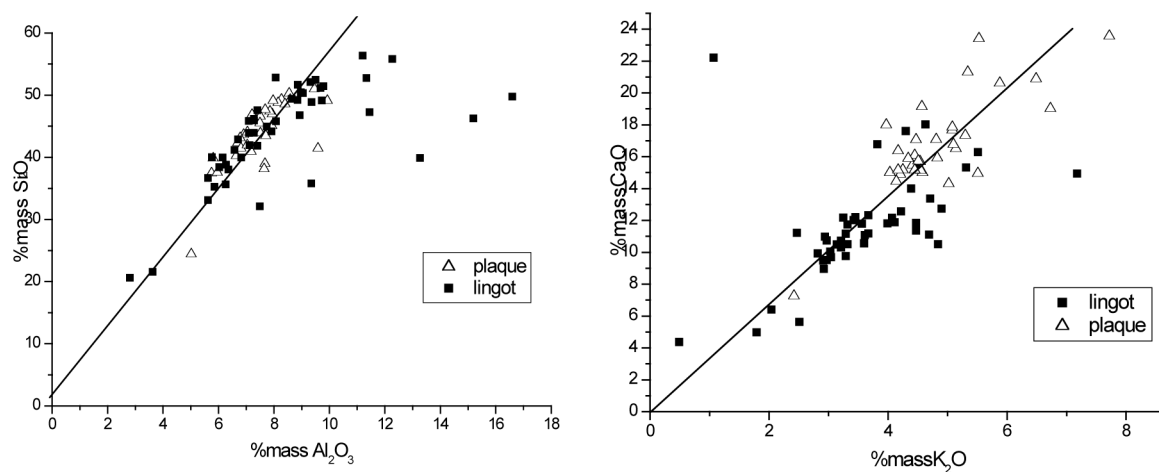 %mass SiO₂
60
50
40
30
20
10
0
0 2 4 6 8 10 12 14 16 18
%mass Al₂O₃
plaque
lingot
%massCaO
24
22
20
18
16
14
12
10
8
6
4
2
0
0 2 4 6 8
%massK₂O
lingot
plaque